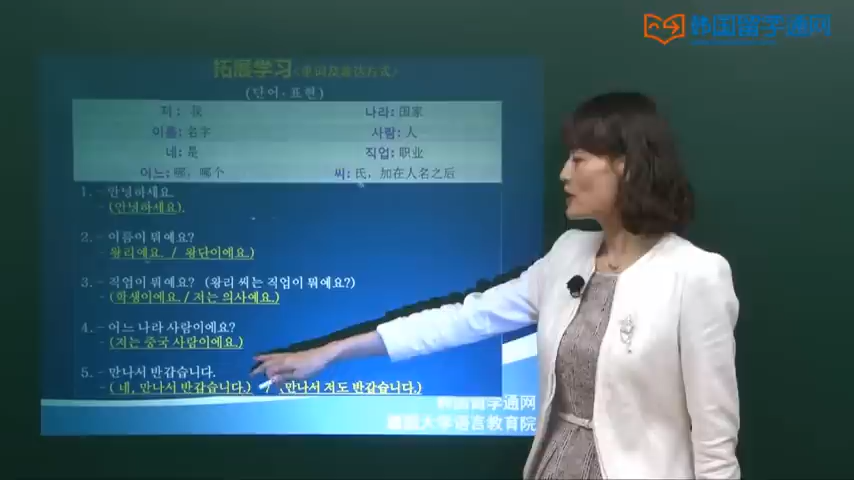 韩国留学通网
拓展学习(单词及表达方式)
(단어·표현)
저: 我 나라: 国家
이름: 名字 사람: 人
네: 是 직업: 职业
어느: 哪，哪个 씨: 氏，加在人名之后
1. - 안녕하세요.
- (안녕하세요).
2. - 이름이 뭐예요?
- 왕리예요. / 왕단이에요.)
3. - 직업이 뭐예요? (왕리 씨는 직업이 뭐예요?)
- (학생이에요. / 저는 의사예요.)
4. - 어느 나라 사람이에요?
- (저는 중국 사람이에요.)
5. - 만나서 반갑습니다.
- ( 네, 만나서 반갑습니다.) / 만나서 저도 반갑습니다.)
韩国留学通网
大学语言教育院